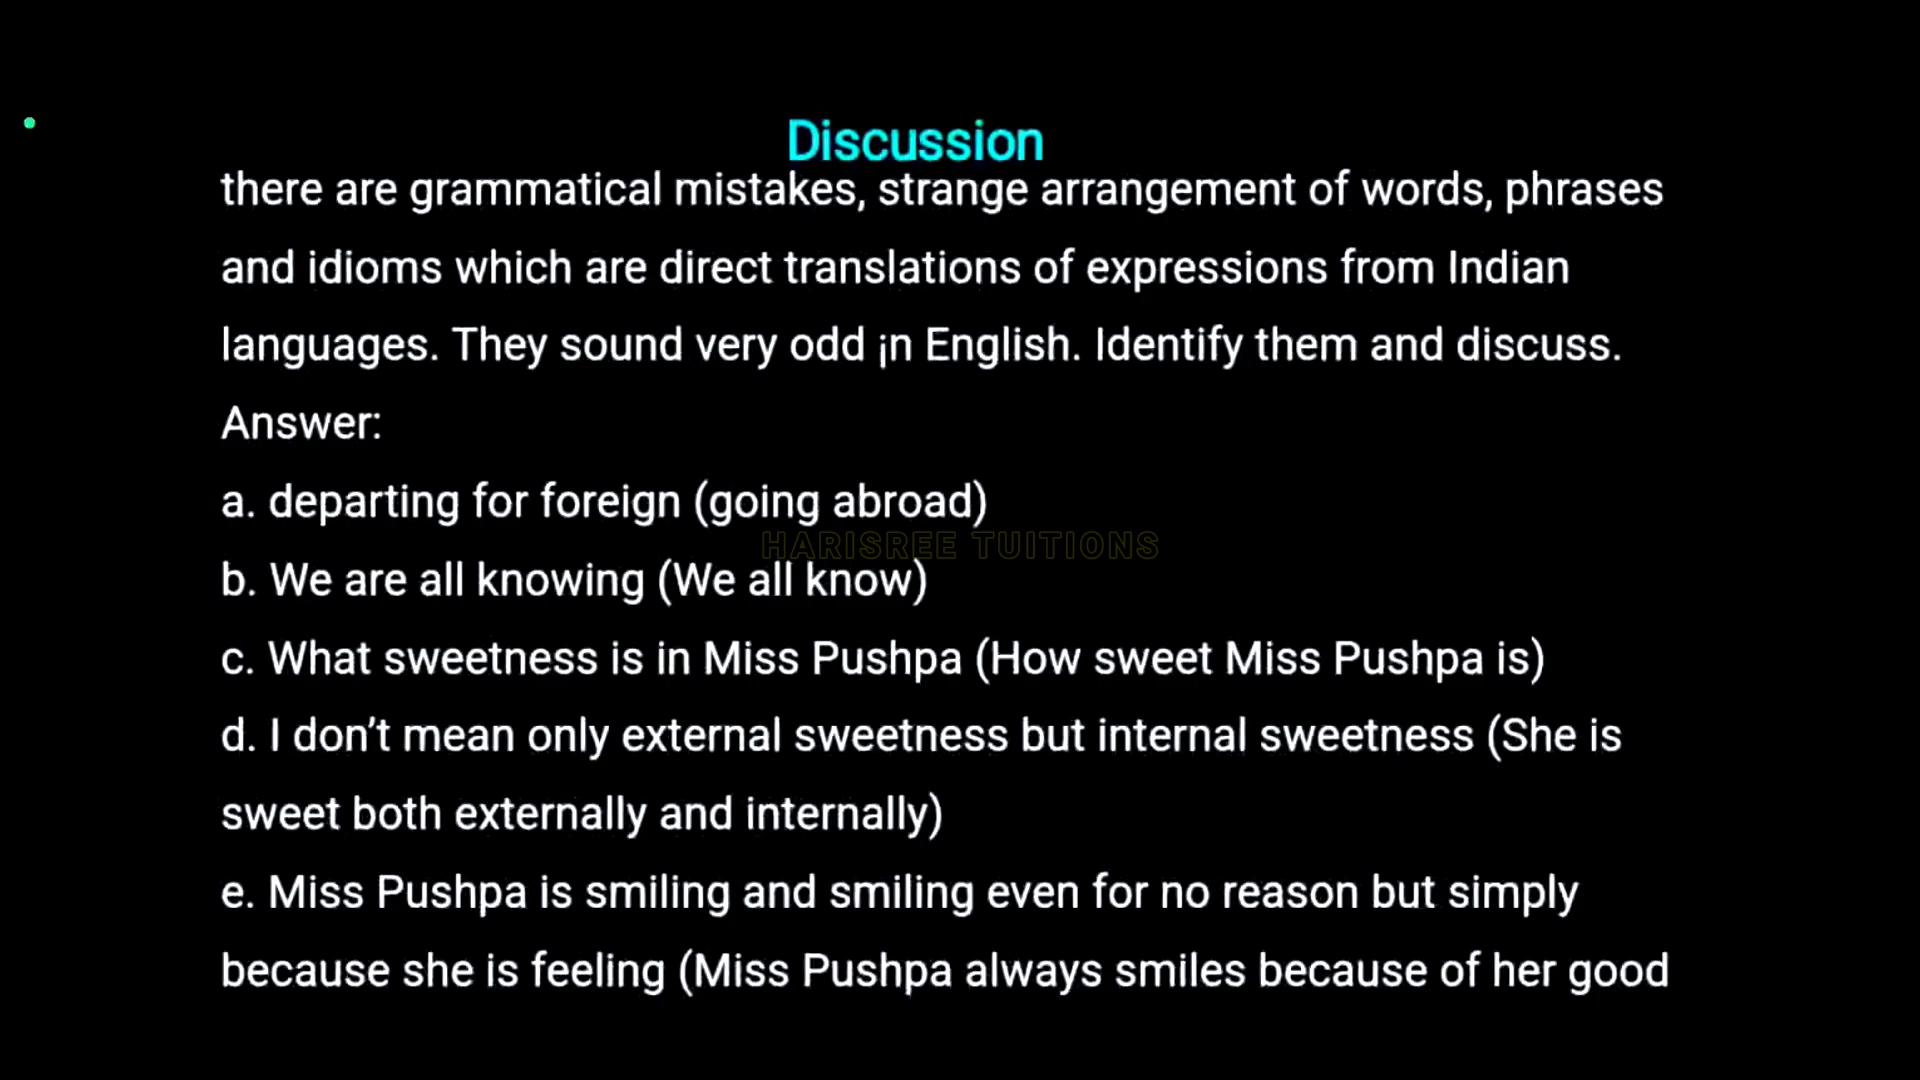 Discussion
there are grammatical mistakes, strange arrangement of words, phrases
and idioms which are direct translations of expressions from Indian
languages. They sound very odd ¡n English. Identify them and discuss.
Answer:
a. departing for foreign (going abroad)
HARISREE TUITIONS
b. We are all knowing (We all know)
c. What sweetness is in Miss Pushpa (How sweet Miss Pushpa is)
d. I don’t mean only external sweetness but internal sweetness (She is
sweet both externally and internally)
e. Miss Pushpa is smiling and smiling even for no reason but simply
because she is feeling (Miss Pushpa always smiles because of her good